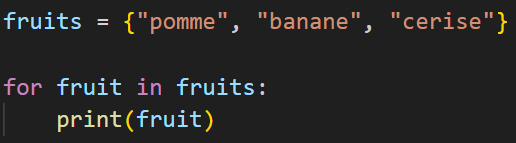 fruits = {"pomme", "banane", "cerise"}
for fruit in fruits:
    print(fruit)